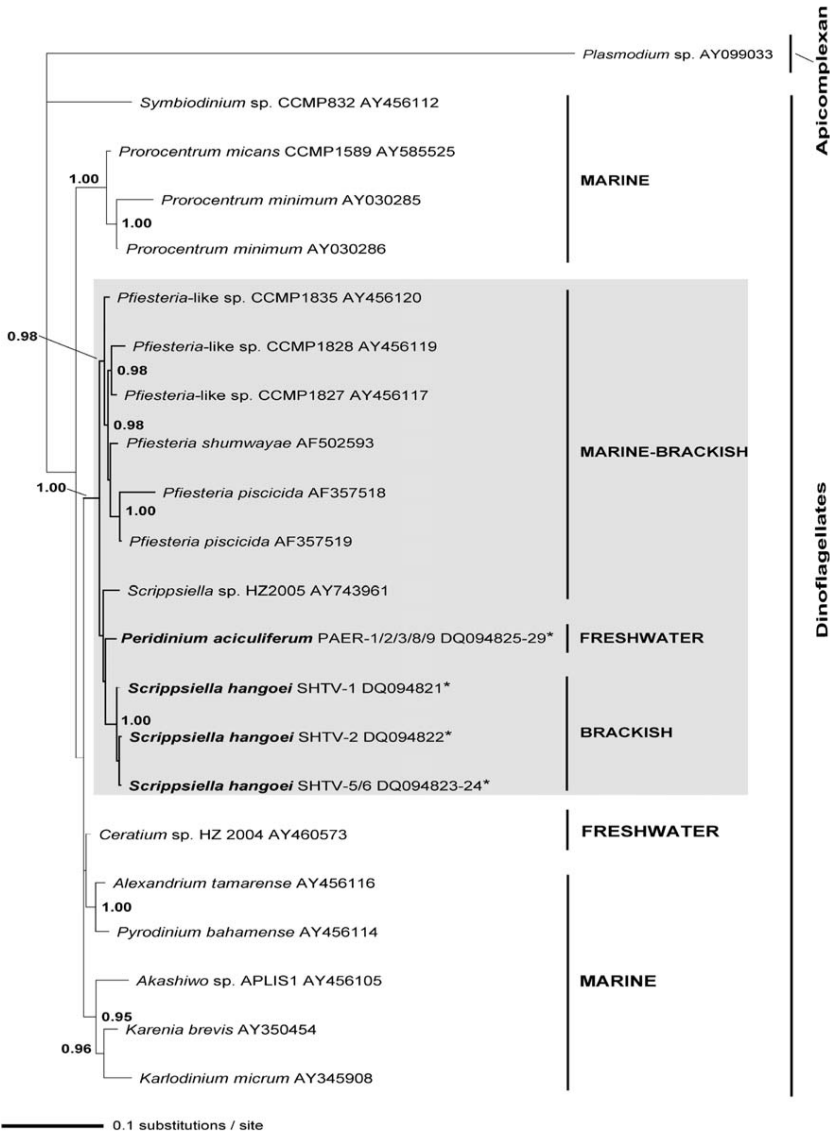 Plasmodium sp. AY099033
Apicomplexan
Symbiodinium sp. CCMP832 AY456112
Prorocentrum micans CCMP1589 AY585525
1.00
MARINE
Prorocentrum minimum AY030285
1.00
Prorocentrum minimum AY030286
Pfiesteria-like sp. CCMP1835 AY456120
0.98
Pfiesteria-like sp. CCMP1828 AY456119
0.98
Pfiesteria-like sp. CCMP1827 AY456117
0.98
Pfiesteria shumwayae AF502593
MARINE-BRACKISH
1.00
Pfiesteria piscicida AF357518
1.00
Pfiesteria piscicida AF357519
Dinoflagellates
Scrippsiella sp. HZ2005 AY743961
Peridinium aciculiferum PAER-1/2/3/8/9 DQ094825-29*
FRESHWATER
Scrippsiella hangoei SHTV-1 DQ094821*
1.00
Scrippsiella hangoei SHTV-2 DQ094822*
BRACKISH
Scrippsiella hangoei SHTV-5/6 DQ094823-24*
Ceratium sp. HZ 2004 AY460573
FRESHWATER
Alexandrium tamarense AY456116
1.00
Pyrodinium bahamense AY456114
Akashiwo sp. APLIS1 AY456105
MARINE
0.95
Karenia brevis AY350454
0.96
Karlodinium micrum AY345908
0.1 substitutions / site